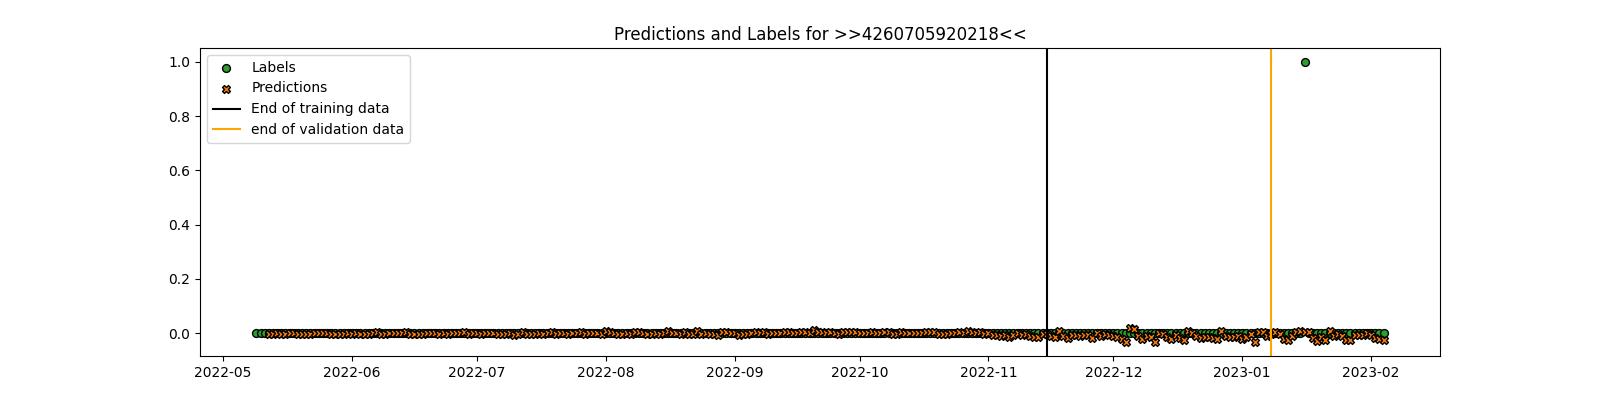 Predictions and Labels for >>4260705920218<<
1.0
0.8
0.6
0.4
0.2
0.0
Labels
Predictions
End of training data
end of validation data
2022-05 2022-06 2022-07 2022-08 2022-09 2022-10 2022-11 2022-12 2023-01 2023-02